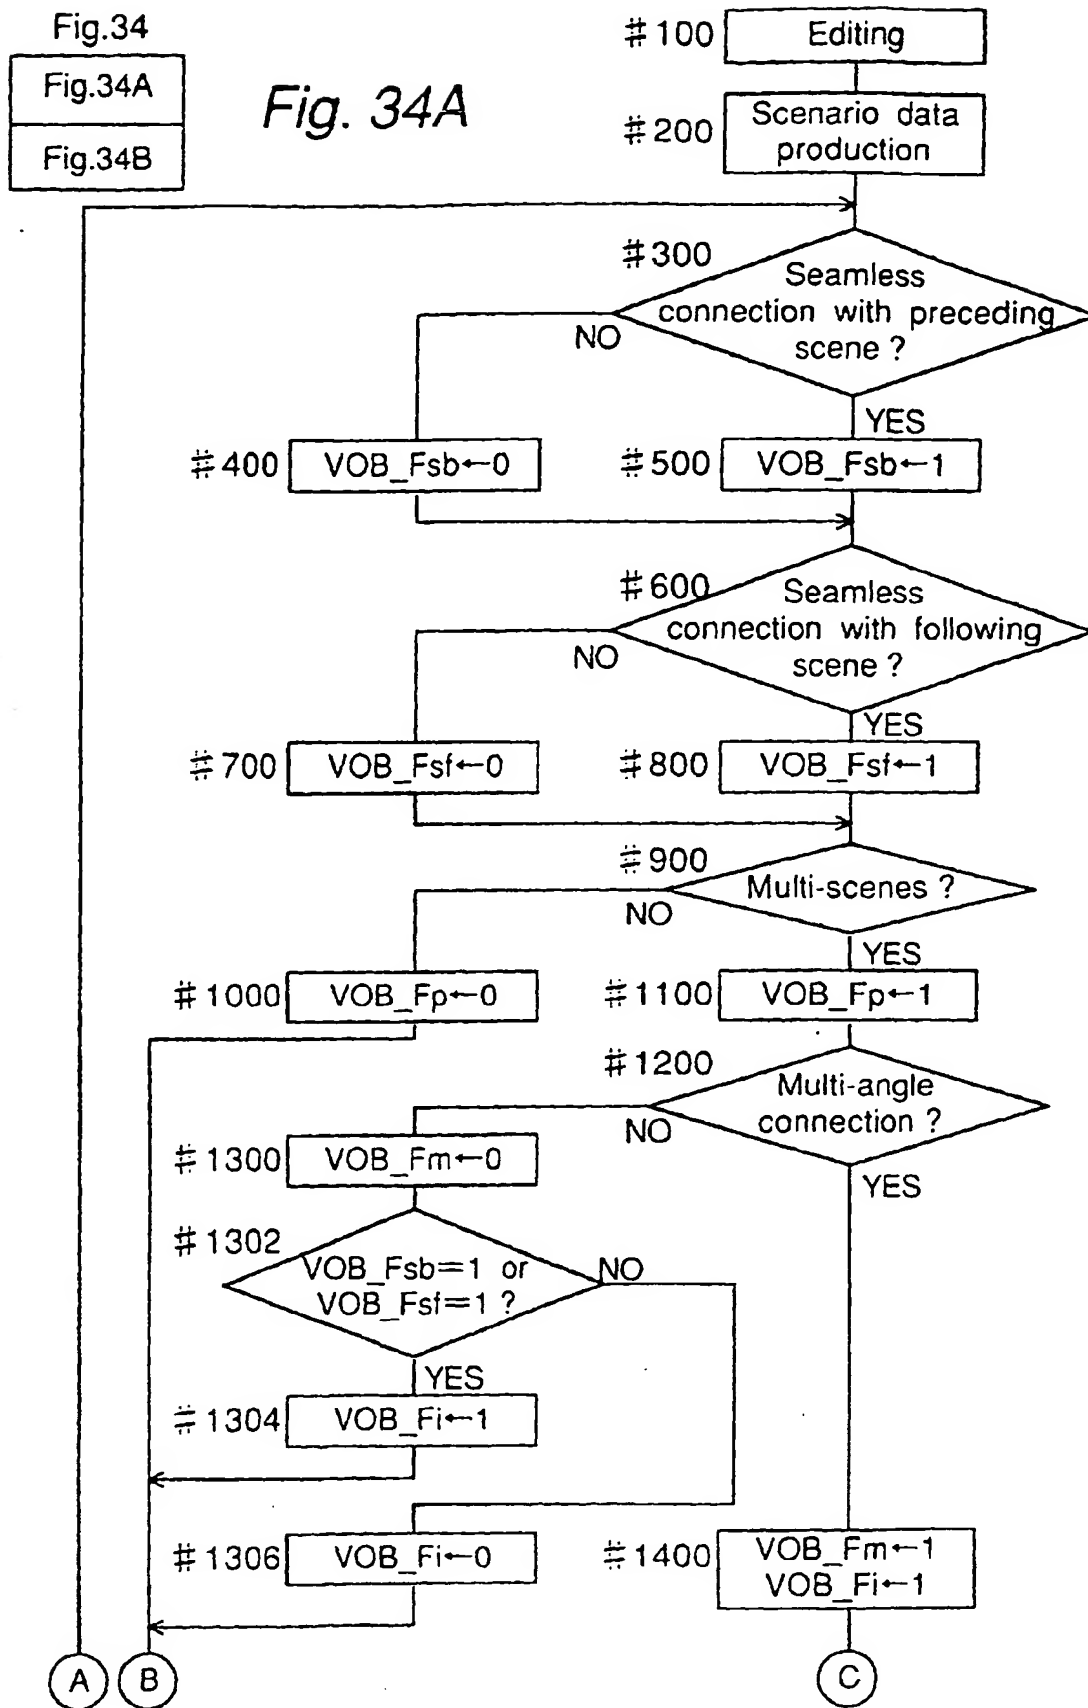 Fig.34
Fig.34A
Fig.34B
Fig. 34A
#100
Editing
#200
Scenario data
production
#300
Seamless
connection with preceding
scene ?
NO
YES
#400
VOB_Fsb←0
#500
VOB_Fsb←1
#600
Seamless
connection with following
scene ?
NO
YES
#700
VOB_Fsf←0
#800
VOB_Fsf←1
#900
Multi-scenes ?
NO
YES
#1000
VOB_Fp←0
#1100
VOB_Fp←1
#1200
Multi-angle
connection ?
NO
YES
#1300
VOB_Fm←0
#1302
VOB_Fsb=1 or
VOB_Fsf=1 ?
NO
YES
#1304
VOB_Fi←1
#1306
VOB_Fi←0
#1400
VOB_Fm←1
VOB_Fi←1
A
B
C